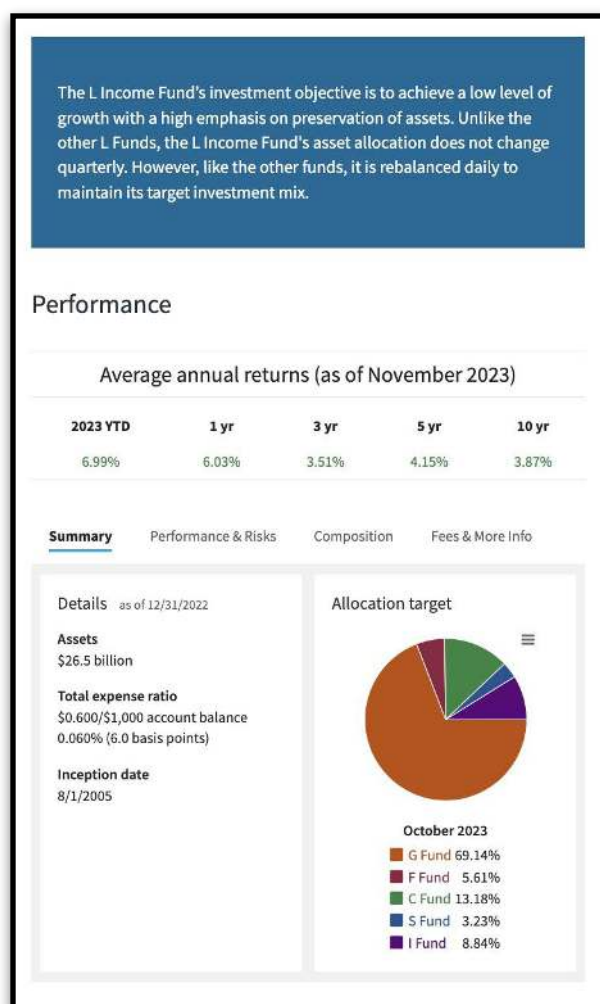 The L Income Fund's investment objective is to achieve a low level of
growth with a high emphasis on preservation of assets. Unlike the
other L Funds, the L Income Fund's asset allocation does not change
quarterly. However, like the other funds, it is rebalanced daily to
maintain its target investment mix.
Performance
Average annual returns (as of November 2023)
2023 YTD 1 yr 3 yr 5 yr 10 yr
6.99% 6.03% 3.51% 4.15% 3.87%
Summary Performance & Risks Composition Fees & More Info
Details as of 12/31/2022
Assets
$26.5 billion
Total expense ratio
$0.600/$1,000 account balance
0.060% (6.0 basis points)
Inception date
8/1/2005
Allocation target
October 2023
G Fund 69.14%
F Fund 5.61%
C Fund 13.18%
S Fund 3.23%
I Fund 8.84%